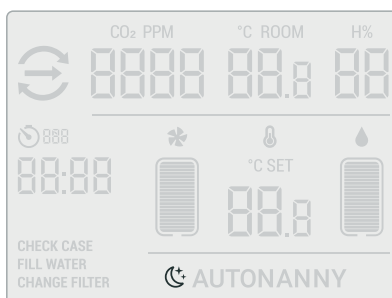 CO₂ PPM °C ROOM H%
8888 88.8 88
888
88:88
°C SET
88.8
CHECK CASE
FILL WATER
CHANGE FILTER
AUTONANNY